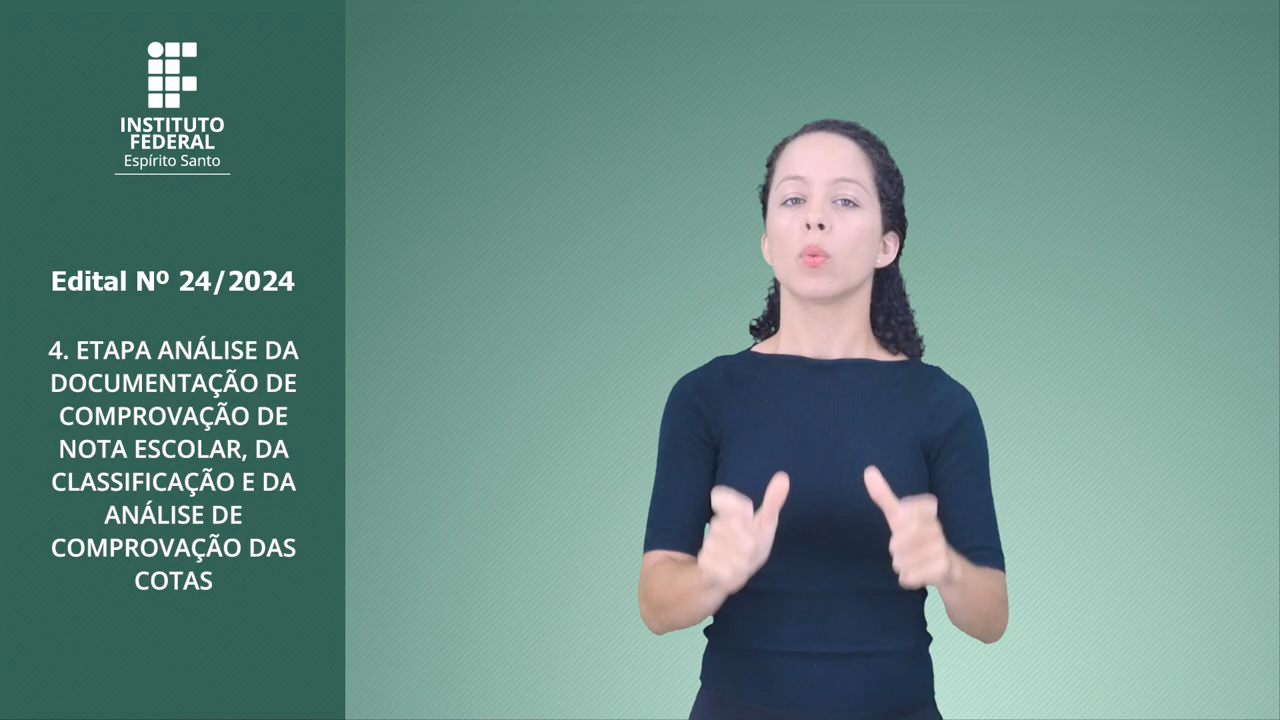 INSTITUTO
FEDERAL
Espírito Santo
Edital Nº 24/2024
4. ETAPA ANÁLISE DA
DOCUMENTAÇÃO DE
COMPROVAÇÃO DE
NOTA ESCOLAR, DA
CLASSIFICAÇÃO E DA
ANÁLISE DE
COMPROVAÇÃO DAS
COTAS